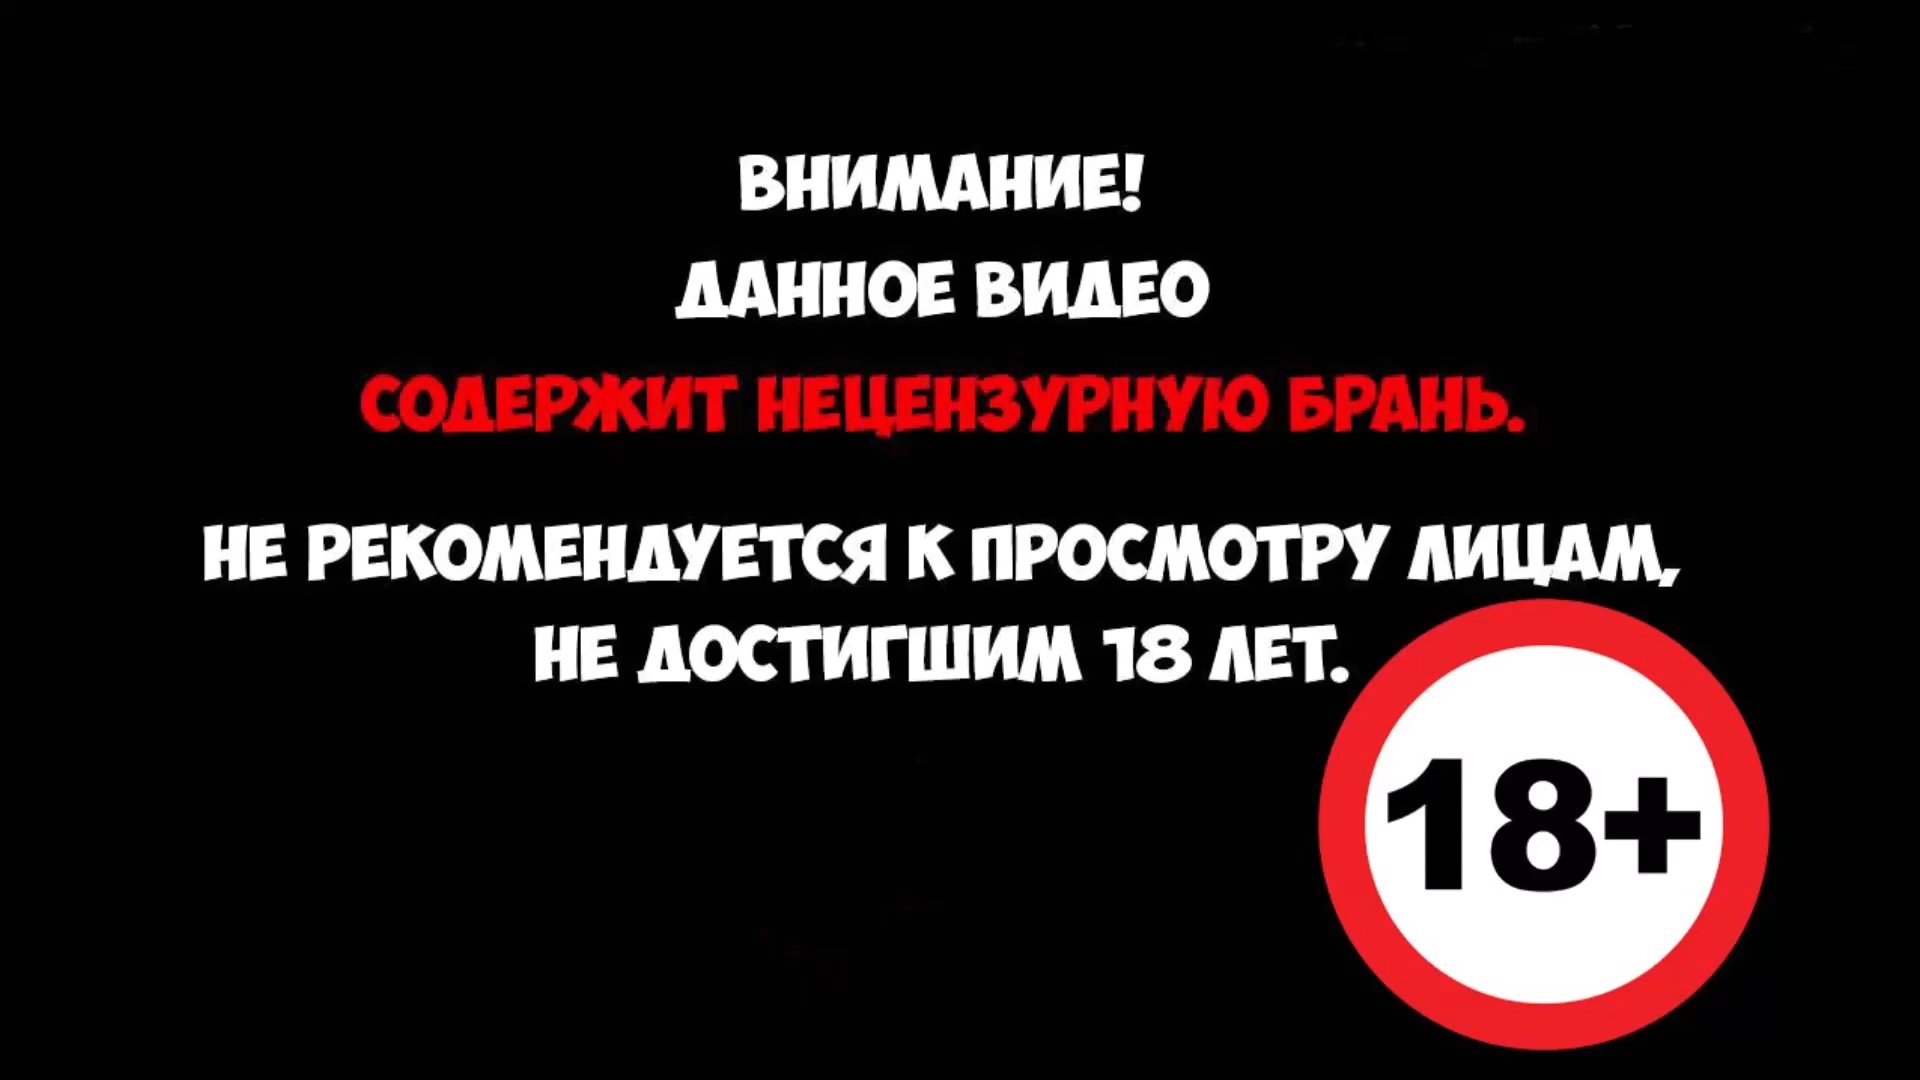 ВНИМАНИЕ!
ДАННОЕ ВИДЕО
СОДЕРЖИТ НЕЦЕНЗУРНУЮ БРАНЬ.
НЕ РЕКОМЕНДУЕТСЯ К ПРОСМОТРУ ЛИЦАМ,
НЕ ДОСТИГШИМ 18 ЛЕТ.
18+